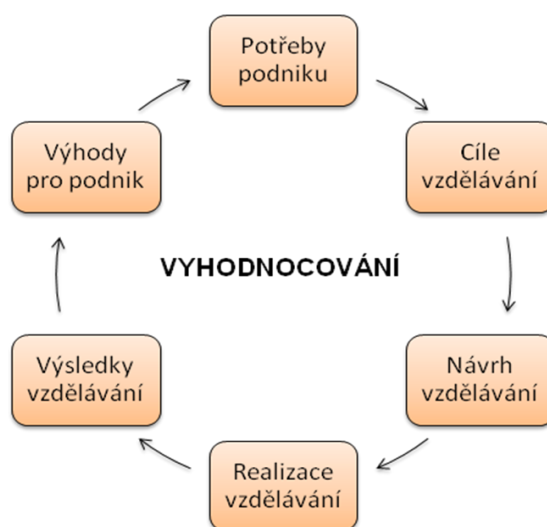 Potřeby
podniku
Cíle
vzdělávání
Návrh
vzdělávání
Realizace
vzdělávání
Výsledky
vzdělávání
Výhody
pro podnik
VYHODNOCOVÁNÍ